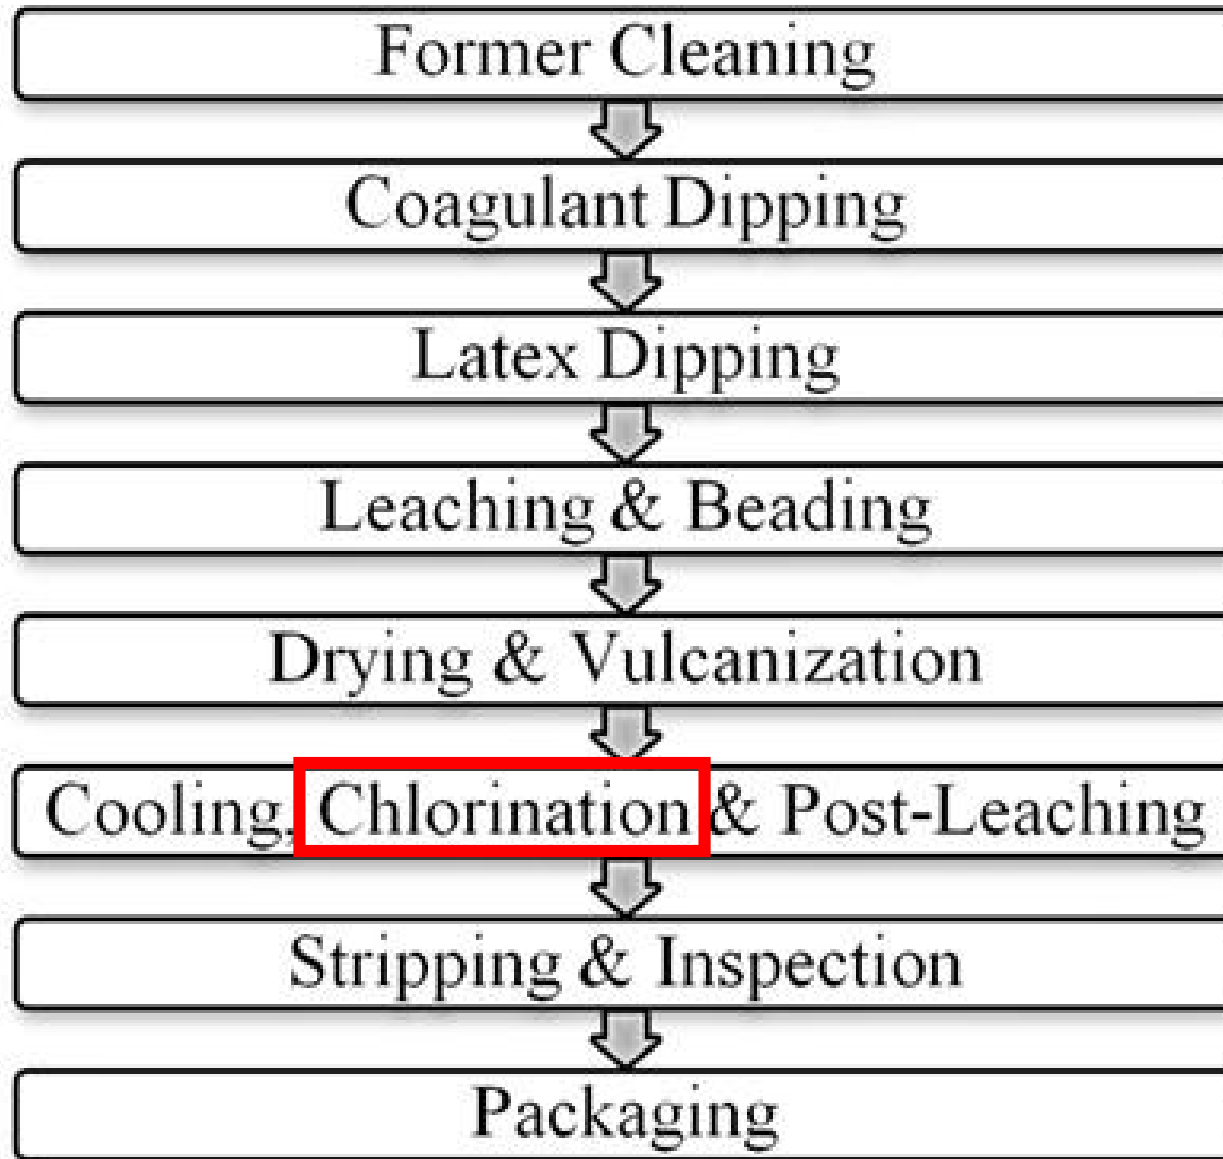 Former Cleaning
Coagulant Dipping
Latex Dipping
Leaching & Beading
Drying & Vulcanization
Cooling, Chlorination & Post-Leaching
Stripping & Inspection
Packaging